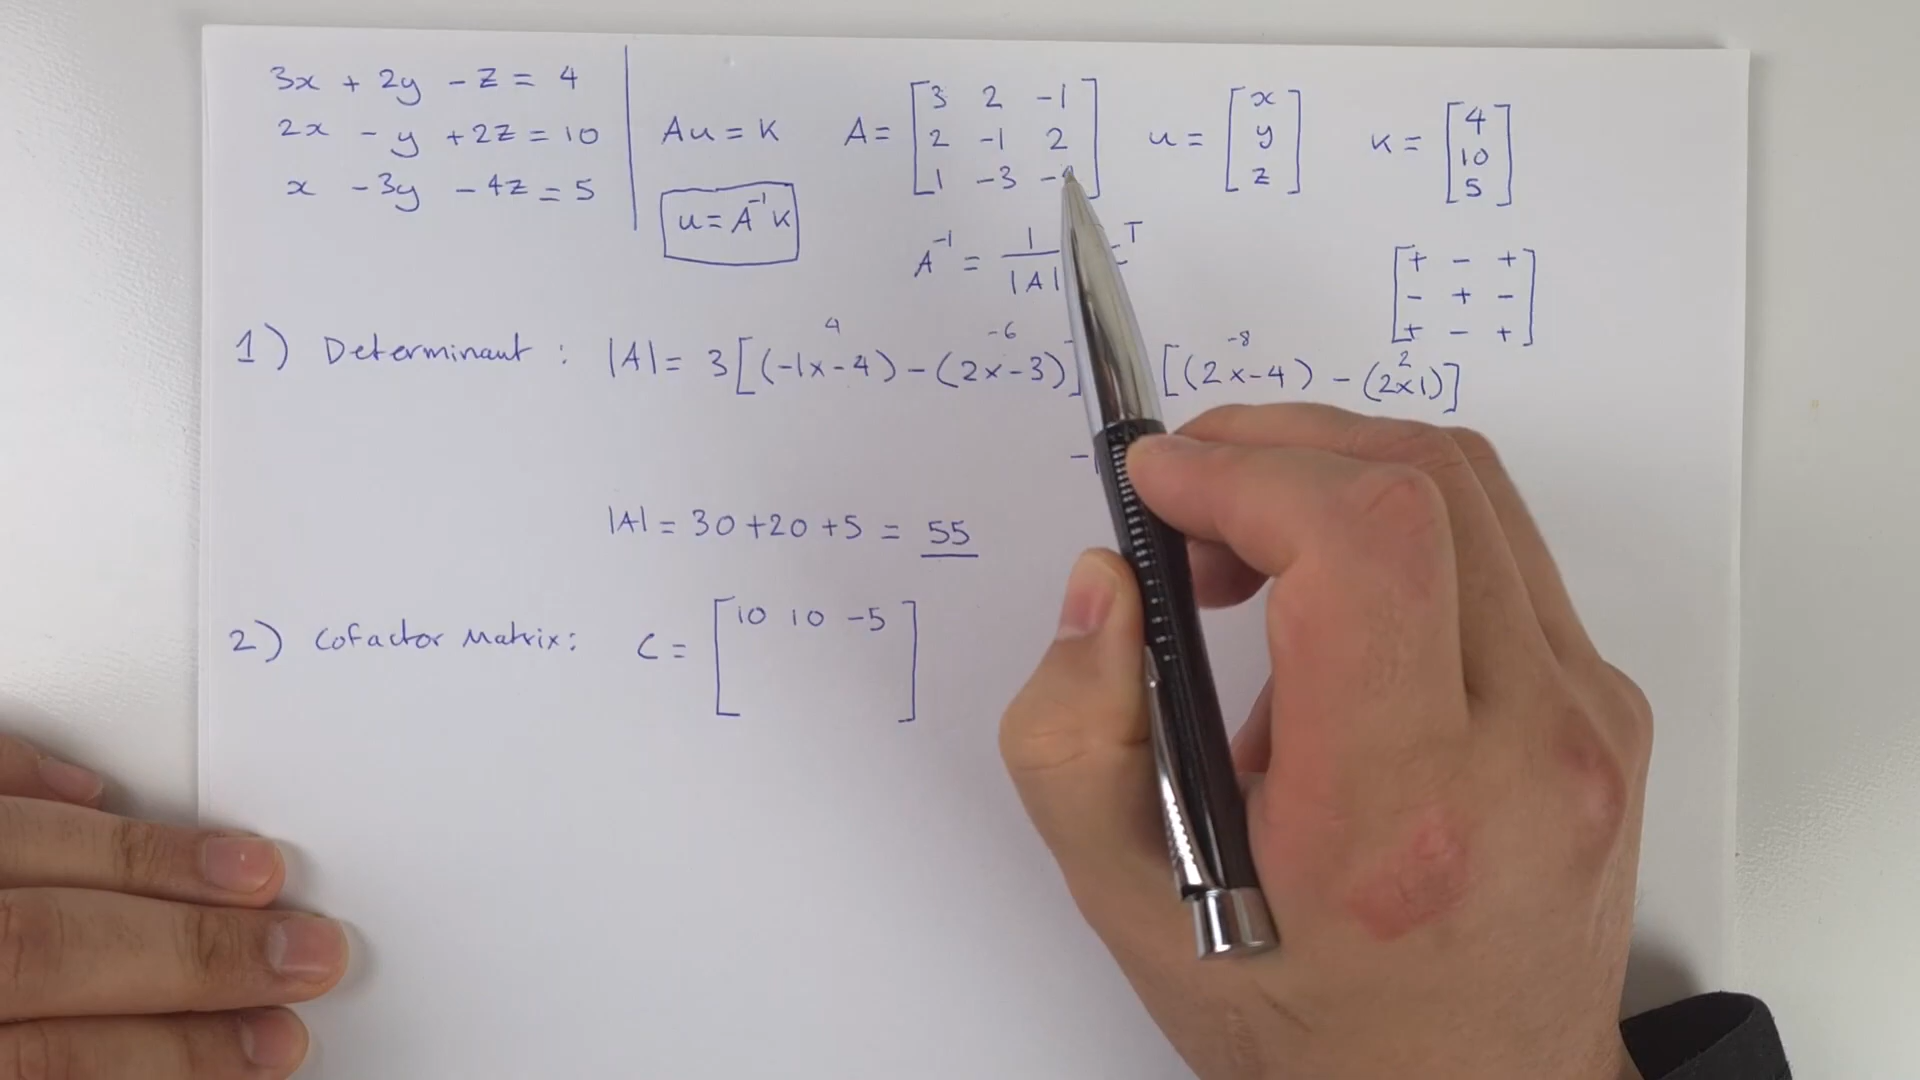 3x + 2y - z = 4
2x - y + 2z = 10
x - 3y - 4z = 5
Au = K
u = A⁻¹ K
A = [3 2 -1
2 -1 2
1 -3 -
u = [x
y
z]
K = [4
10
5]
A⁻¹ = 1/|A| T
[+ - +
- + -
+ - +]
1) Determinant : |A| = 3[(-1x-4) - (2x-3)] [(2x-4) - (2x1)]
4 -6 -8 2
|A| = 30 + 20 + 5 = 55
2) Cofactor Matrix: C = [10 10 -5]